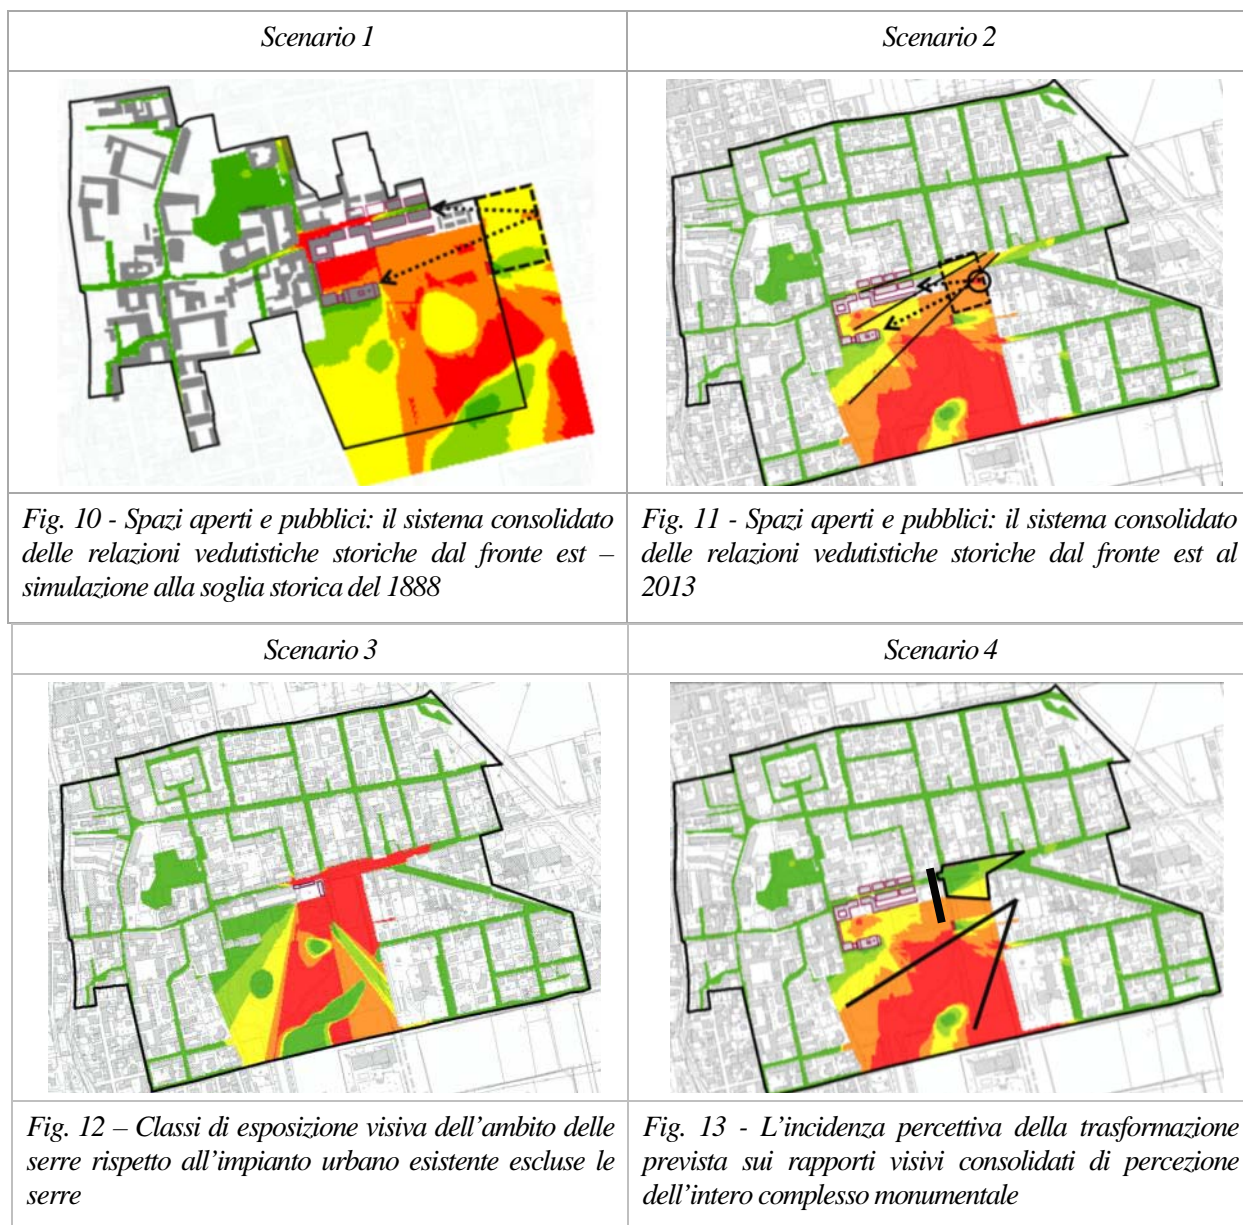 Scenario 1
Scenario 2
Fig. 10 - Spazi aperti e pubblici: il sistema consolidato
delle relazioni vedutistiche storiche dal fronte est –
simulazione alla soglia storica del 1888
Fig. 11 - Spazi aperti e pubblici: il sistema consolidato
delle relazioni vedutistiche storiche dal fronte est al
2013
Scenario 3
Scenario 4
Fig. 12 – Classi di esposizione visiva dell’ambito delle
serre rispetto all’impianto urbano esistente escluse le
serre
Fig. 13 - L’incidenza percettiva della trasformazione
prevista sui rapporti visivi consolidati di percezione
dell’intero complesso monumentale